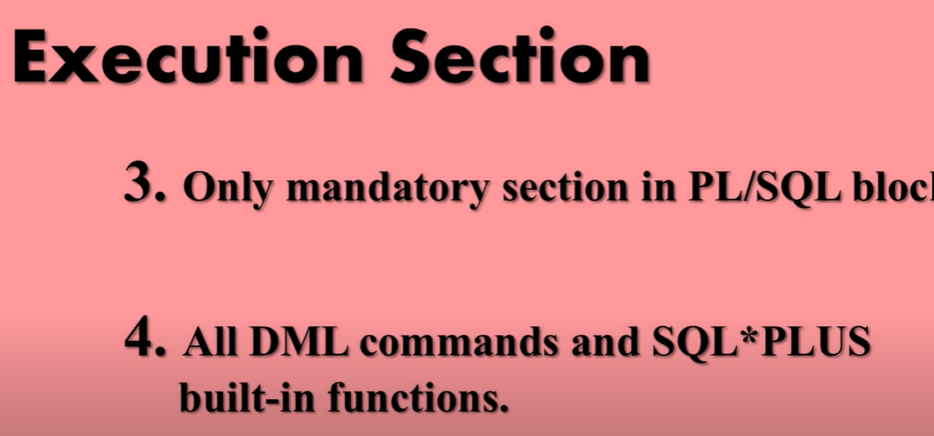 Execution Section
3. Only mandatory section in PL/SQL
4. All DML commands and SQL*PLUS
built-in functions.